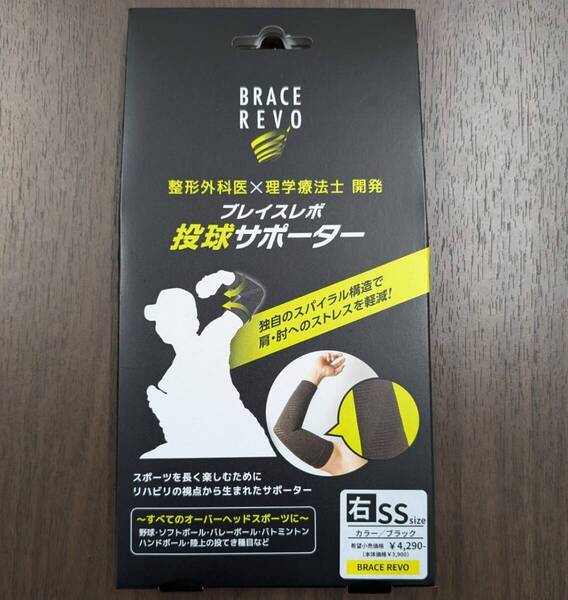 BRACE
REVO
整形外科医×理学療法士 開発
ブレイスレボ
投球サポーター
独自のスパイラル構造で
肩・肘へのストレスを軽減!
スポーツを長く楽しむために
リハビリの視点から生まれたサポーター
~すべてのオーバーヘッドスポーツに~
野球・ソフトボール・バレーボール・バトミントン
ハンドボール・陸上の投てき種目など
右 SS size
カラー/ブラック
希望小売価格 ¥4,290-
(本体価格¥3,900)
BRACE REVO